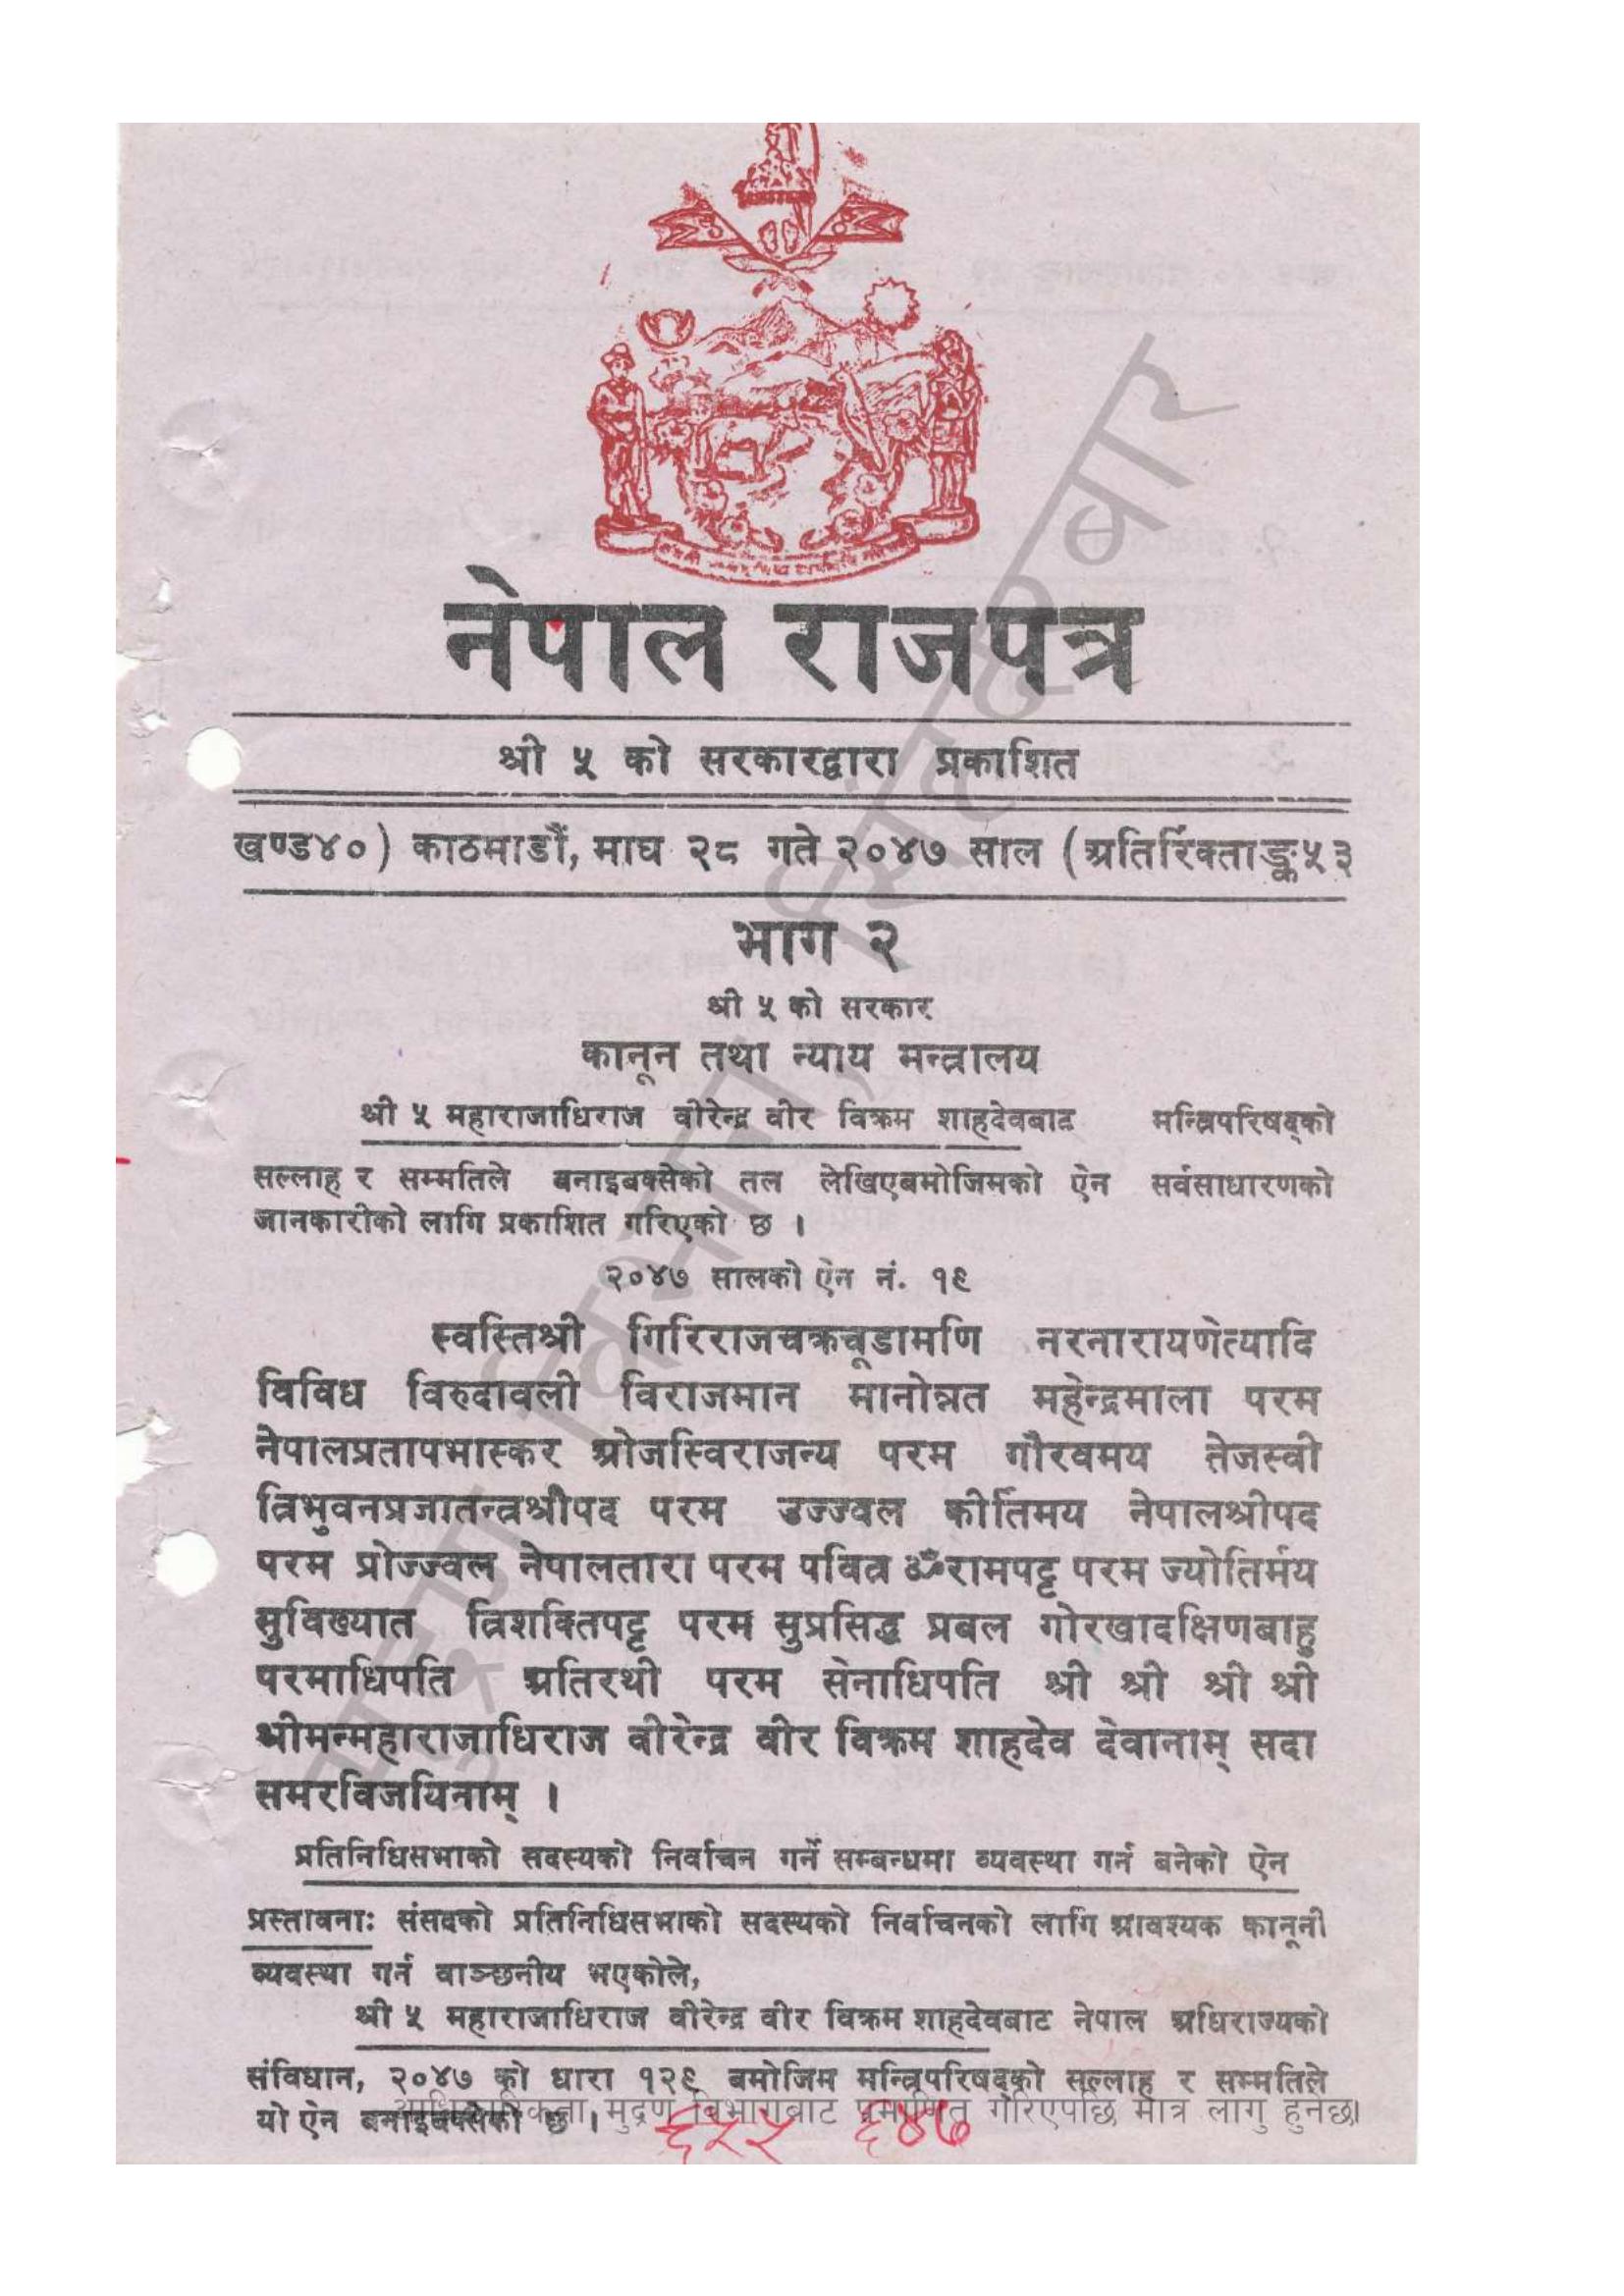 नेपाल राजपत्र
श्री ५ को सरकारद्वारा प्रकाशित
खण्ड४०) काठमाडौं, माघ २८ गते २०४७ साल (अतिरिक्ताङ्क५३
भाग २
श्री ५ को सरकार
कानून तथा न्याय मन्त्रालय
श्री ५ महाराजाधिराज वीरेन्द्र वीर विक्रम शाहदेवबाट मन्त्रिपरिषद्को
सल्लाह र सम्मतिले बनाइबक्सेको तल लेखिएबमोजिमको ऐन सर्वसाधारणको
जानकारीको लागि प्रकाशित गरिएको छ ।
२०४७ सालको ऐन नं. १९
स्वस्तिश्री गिरिराजचक्रचूडामणि नरनारायणेत्यादि
विविध विरुदावली विराजमान मानोन्नत महेन्द्रमाला परम
नेपालप्रतापभास्कर ओजस्विराजन्य परम गौरवमय तेजस्वी
त्रिभुवनप्रजातन्त्रश्रीपद परम उज्ज्वल कीर्तिमय नेपालश्रीपद
परम प्रोज्ज्वल नेपालतारा परम पवित्र ॐरामपट्ट परम ज्योतिर्मय
सुविख्यात त्रिशक्तिपट्ट परम सुप्रसिद्ध प्रबल गोरखादक्षिणबाहु
परमाधिपति अतिरथी परम सेनाधिपति श्री श्री श्री श्री
श्रीमन्महाराजाधिराज वीरेन्द्र वीर विक्रम शाहदेव देवानाम् सदा
समरविजयिनाम् ।
प्रतिनिधिसभाको सदस्यको निर्वाचन गर्ने सम्बन्धमा व्यवस्था गर्न बनेको ऐन
प्रस्तावनाः संसदको प्रतिनिधिसभाको सदस्यको निर्वाचनको लागि आवश्यक कानूनी
व्यवस्था गर्न वाञ्छनीय भएकोले,
श्री ५ महाराजाधिराज वीरेन्द्र वीर विक्रम शाहदेवबाट नेपाल अधिराज्यको
संविधान, २०४७ को धारा १२९ बमोजिम मन्त्रिपरिषद्को सल्लाह र सम्मतिले
यो ऐन बनाइबक्सेको छ ।
आधिकारिकता मुद्रण विभागबाट प्रमाणित गरिएपछि मात्र लागु हुनेछ।
६४७
मुद्रण विभाग, सिंहदरबार